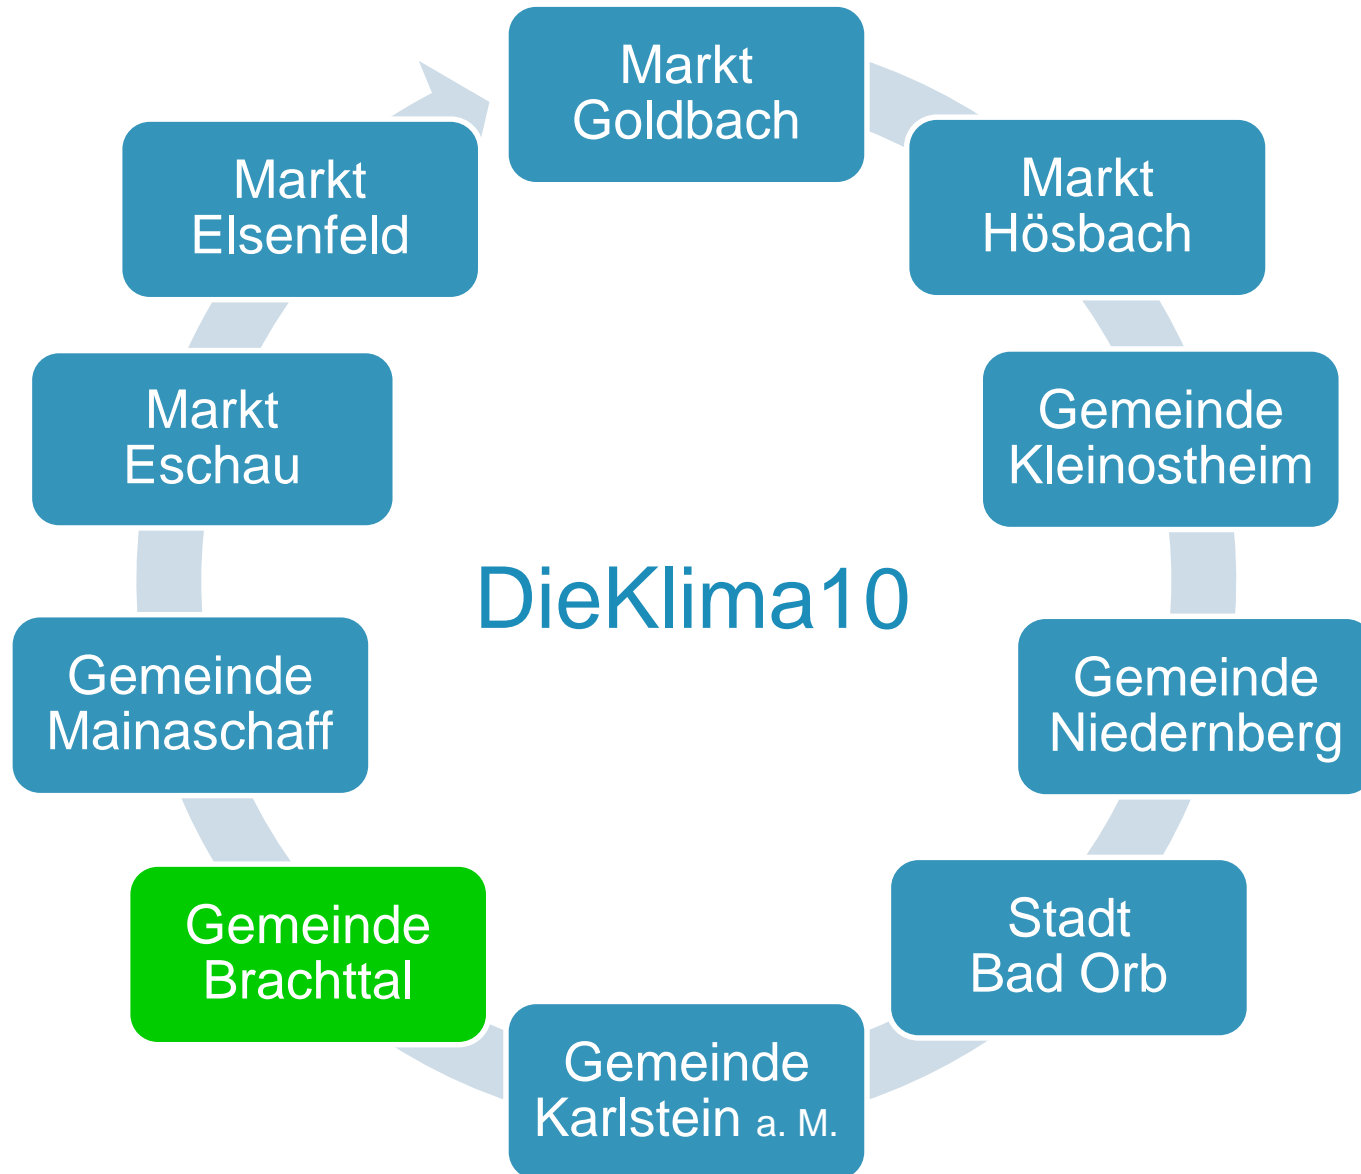 Markt
Goldbach
Markt
Hösbach
Gemeinde
Kleinostheim
Gemeinde
Niedernberg
Stadt
Bad Orb
Gemeinde
Karlstein a. M.
Gemeinde
Brachttal
Gemeinde
Mainaschaff
Markt
Eschau
Markt
Elsenfeld
DieKlima10